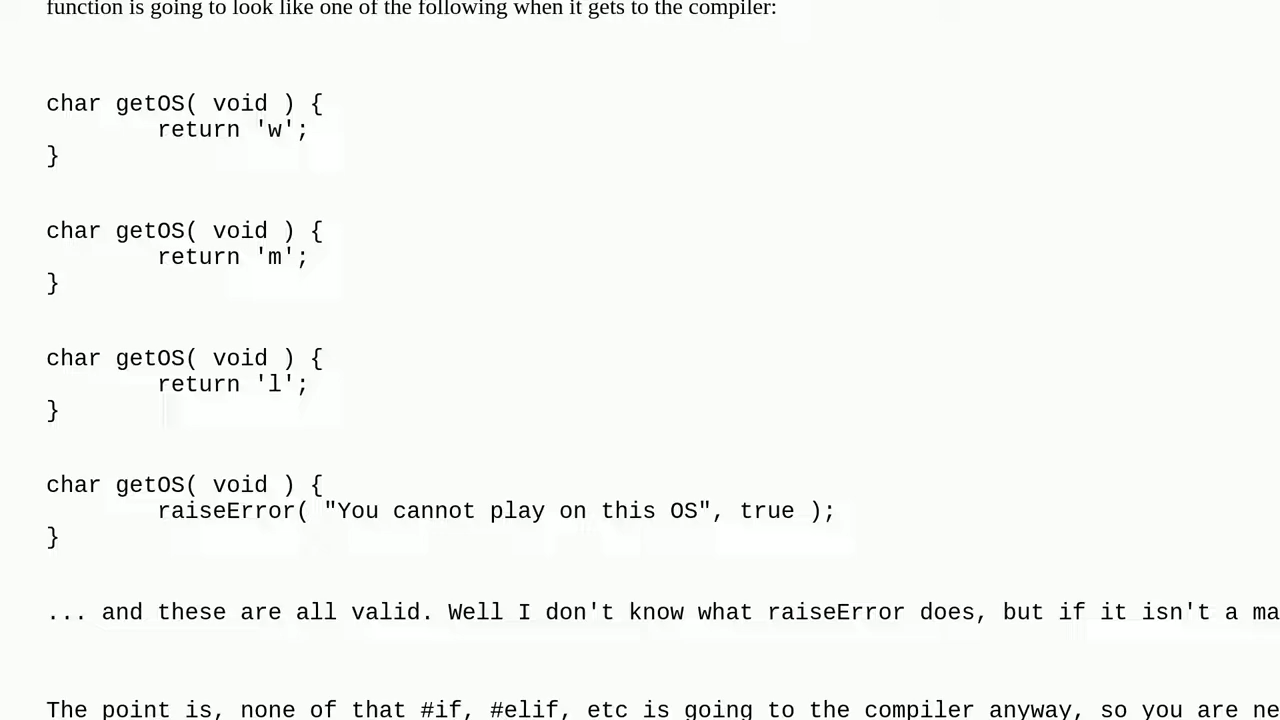 function is going to look like one of the following when it gets to the compiler:
char getOS( void ) {
        return 'w';
}
char getOS( void ) {
        return 'm';
}
char getOS( void ) {
        return 'l';
}
char getOS( void ) {
        raiseError( "You cannot play on this OS", true );
}
... and these are all valid. Well I don't know what raiseError does, but if it isn't a ma
The point is, none of that #if, #elif, etc is going to the compiler anyway, so you are ne